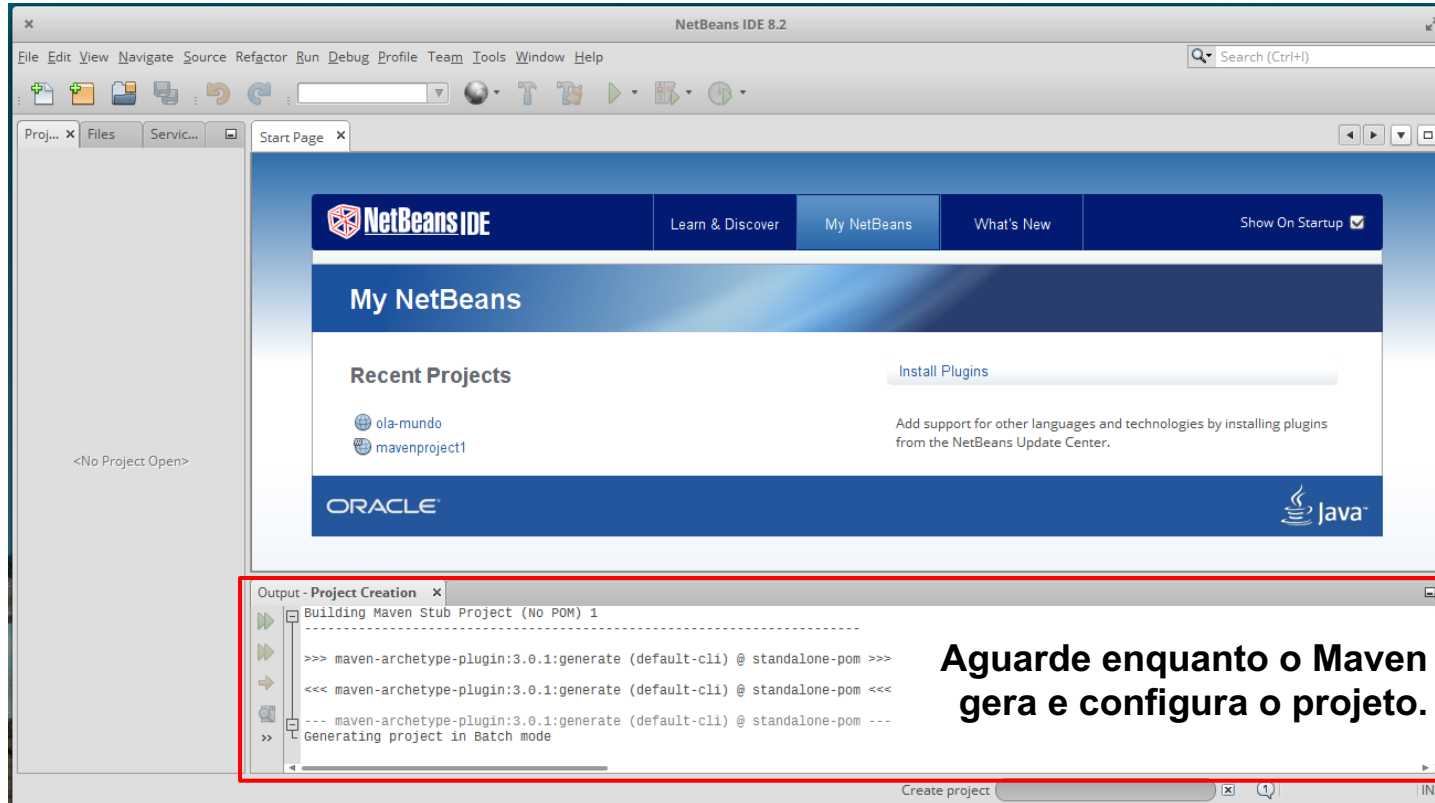 NetBeans IDE 8.2
File Edit View Navigate Source Refactor Run Debug Profile Team Tools Window Help
Search (Ctrl+I)
Proj... Files Servic...
Start Page
<No Project Open>
NetBeans IDE
Learn & Discover
My NetBeans
What's New
Show On Startup
My NetBeans
Recent Projects
ola-mundo
mavenproject1
Install Plugins
Add support for other languages and technologies by installing plugins
from the NetBeans Update Center.
ORACLE
Java
Output - Project Creation
Building Maven Stub Project (No POM) 1
------------------------------------------------------------------------
>>> maven-archetype-plugin:3.0.1:generate (default-cli) @ standalone-pom >>>
<<< maven-archetype-plugin:3.0.1:generate (default-cli) @ standalone-pom <<<
--- maven-archetype-plugin:3.0.1:generate (default-cli) @ standalone-pom ---
Generating project in Batch mode
Aguarde enquanto o Maven
gera e configura o projeto.
Create project
1
IN